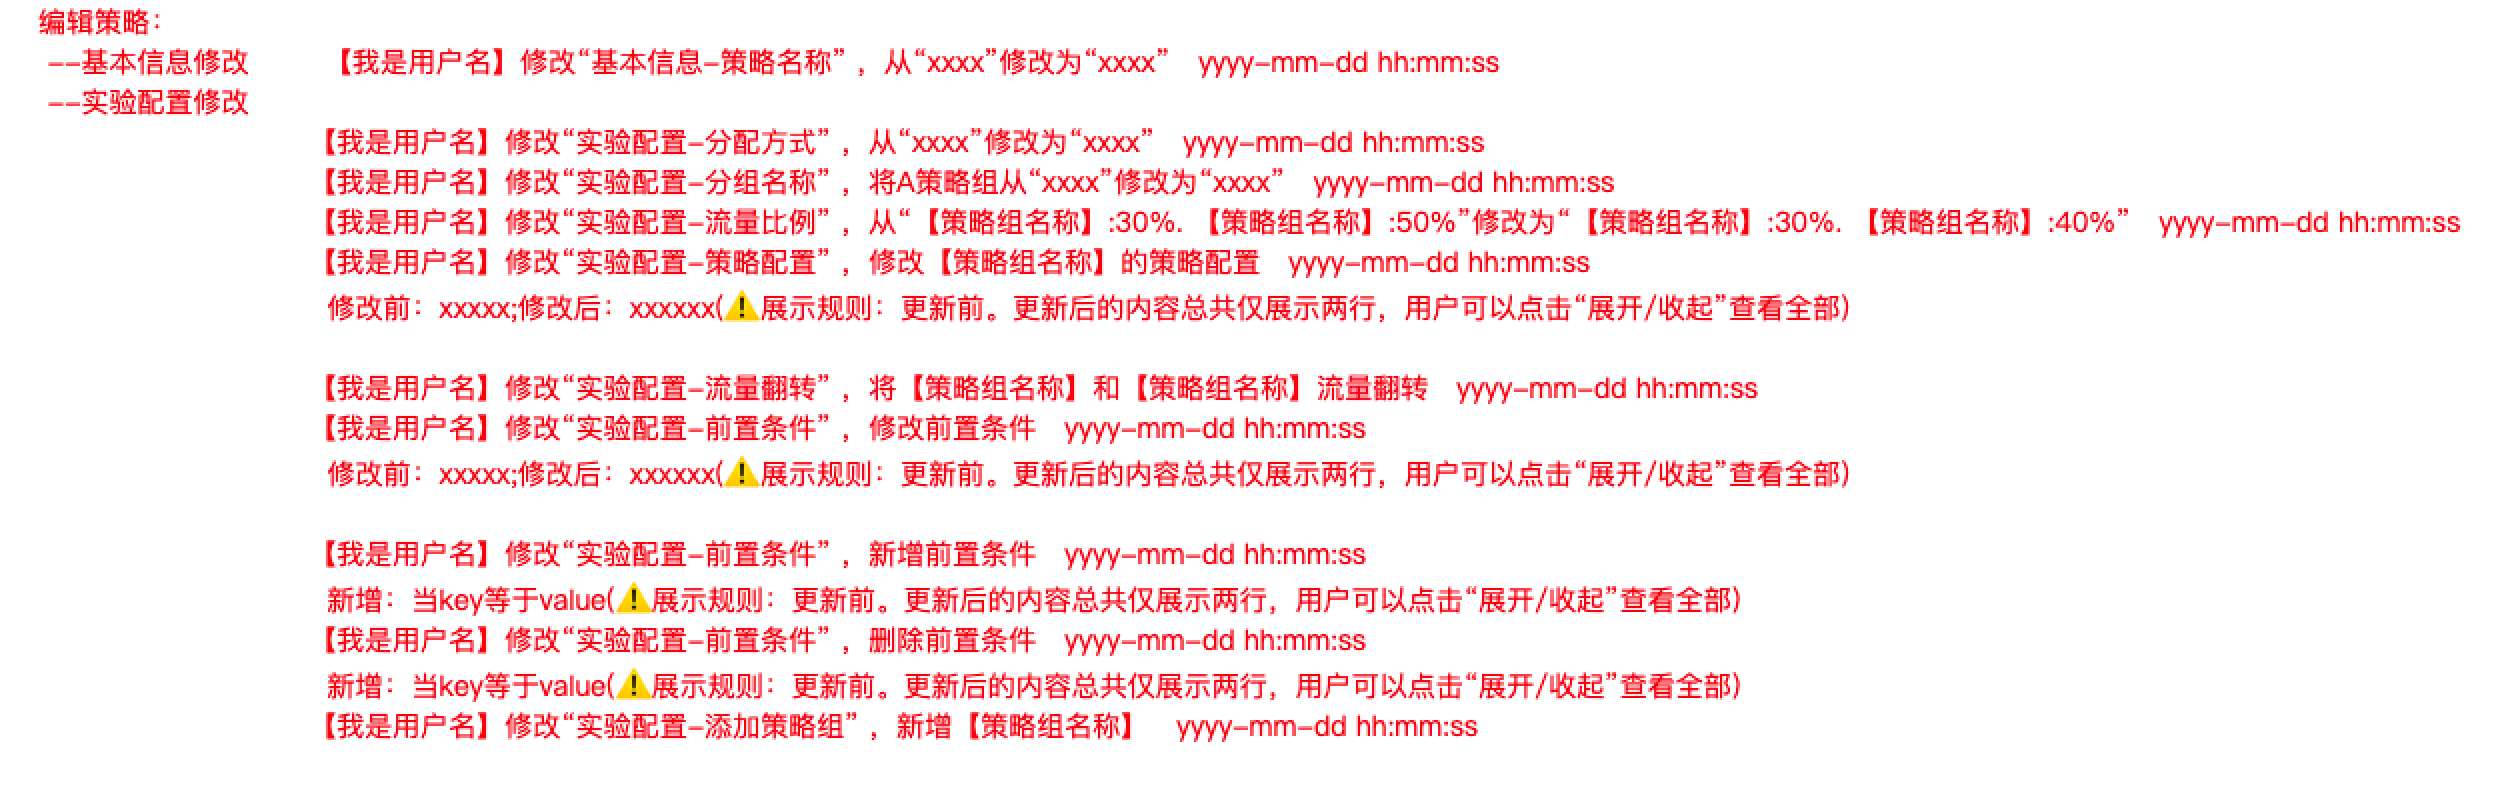 编辑策略：
--基本信息修改 【我是用户名】修改“基本信息-策略名称”，从“xxxx”修改为“xxxx” yyyy-mm-dd hh:mm:ss
--实验配置修改
【我是用户名】修改“实验配置-分配方式”，从“xxxx”修改为“xxxx” yyyy-mm-dd hh:mm:ss
【我是用户名】修改“实验配置-分组名称”，将A策略组从“xxxx”修改为“xxxx” yyyy-mm-dd hh:mm:ss
【我是用户名】修改“实验配置-流量比例”，从“【策略组名称】:30%. 【策略组名称】:50%”修改为“【策略组名称】:30%. 【策略组名称】:40%” yyyy-mm-dd hh:mm:ss
【我是用户名】修改“实验配置-策略配置”，修改【策略组名称】的策略配置 yyyy-mm-dd hh:mm:ss
修改前：xxxxx;修改后：xxxxxx(⚠️展示规则：更新前。更新后的内容总共仅展示两行，用户可以点击“展开/收起”查看全部)
【我是用户名】修改“实验配置-流量翻转”，将【策略组名称】和【策略组名称】流量翻转 yyyy-mm-dd hh:mm:ss
【我是用户名】修改“实验配置-前置条件”，修改前置条件 yyyy-mm-dd hh:mm:ss
修改前：xxxxx;修改后：xxxxxx(⚠️展示规则：更新前。更新后的内容总共仅展示两行，用户可以点击“展开/收起”查看全部)
【我是用户名】修改“实验配置-前置条件”，新增前置条件 yyyy-mm-dd hh:mm:ss
新增：当key等于value(⚠️展示规则：更新前。更新后的内容总共仅展示两行，用户可以点击“展开/收起”查看全部)
【我是用户名】修改“实验配置-前置条件”，删除前置条件 yyyy-mm-dd hh:mm:ss
新增：当key等于value(⚠️展示规则：更新前。更新后的内容总共仅展示两行，用户可以点击“展开/收起”查看全部)
【我是用户名】修改“实验配置-添加策略组”，新增【策略组名称】 yyyy-mm-dd hh:mm:ss